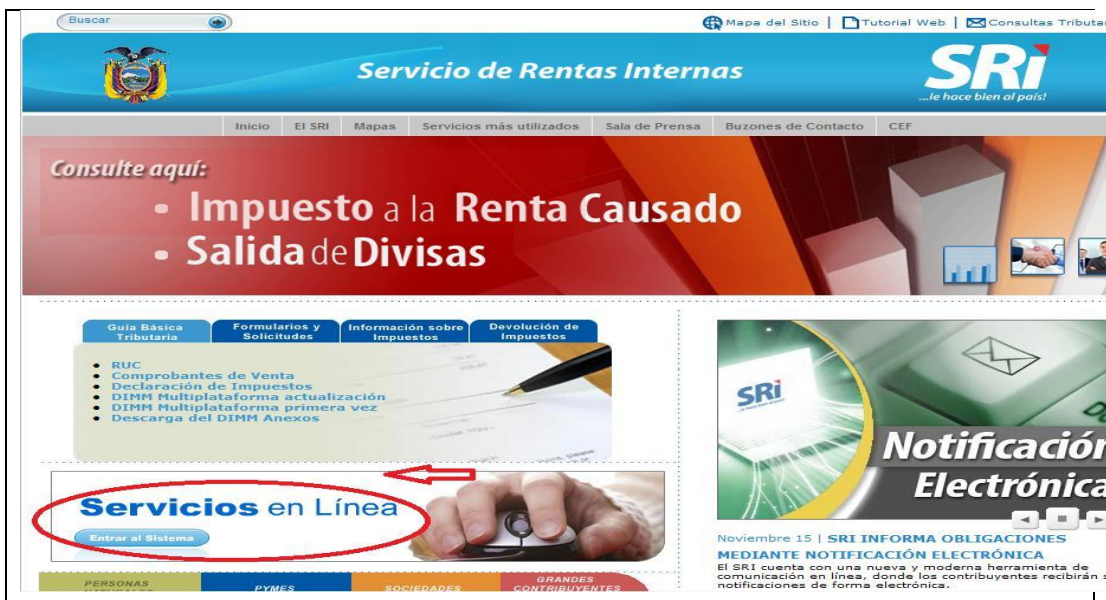 Buscar
Mapa del Sitio | Tutorial Web | Consultas Tributar
Servicio de Rentas Internas
SRi
...le hace bien al país!
Inicio El SRI Mapas Servicios más utilizados Sala de Prensa Buzones de Contacto CEF
Consulte aquí:
• Impuesto a la Renta Causado
• Salida de Divisas
Guía Básica Tributaria
Formularios y Solicitudes
Información sobre Impuestos
Devolución de Impuestos
• RUC
• Comprobantes de Venta
• Declaración de Impuestos
• DIMM Multiplataforma actualización
• DIMM Multiplataforma primera vez
• Descarga del DIMM Anexos
Servicios en Línea
Entrar al Sistema
PERSONAS
NATURALES
PYMES
SOCIEDADES
GRANDES
CONTRIBUYENTES
SRi
Notificación
Electrónica
Noviembre 15 | SRI INFORMA OBLIGACIONES
MEDIANTE NOTIFICACIÓN ELECTRÓNICA
El SRI cuenta con una nueva y moderna herramienta de
comunicación en línea, donde los contribuyentes recibirán s
notificaciones de forma electrónica.